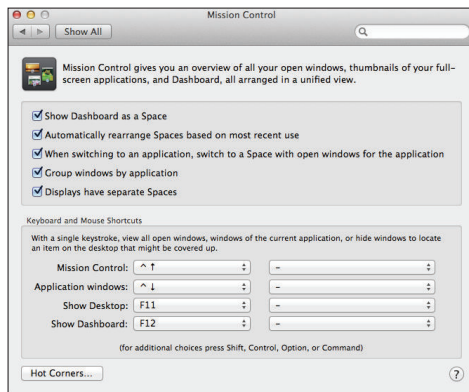 Mission Control
Show All
Mission Control gives you an overview of all your open windows, thumbnails of your full-
screen applications, and Dashboard, all arranged in a unified view.
Show Dashboard as a Space
Automatically rearrange Spaces based on most recent use
When switching to an application, switch to a Space with open windows for the application
Group windows by application
Displays have separate Spaces
Keyboard and Mouse Shortcuts
With a single keystroke, view all open windows, windows of the current application, or hide windows to locate
an item on the desktop that might be covered up.
Mission Control: ^ ↑ –
Application windows: ^ ↓ –
Show Desktop: F11 –
Show Dashboard: F12 –
(for additional choices press Shift, Control, Option, or Command)
Hot Corners... ?